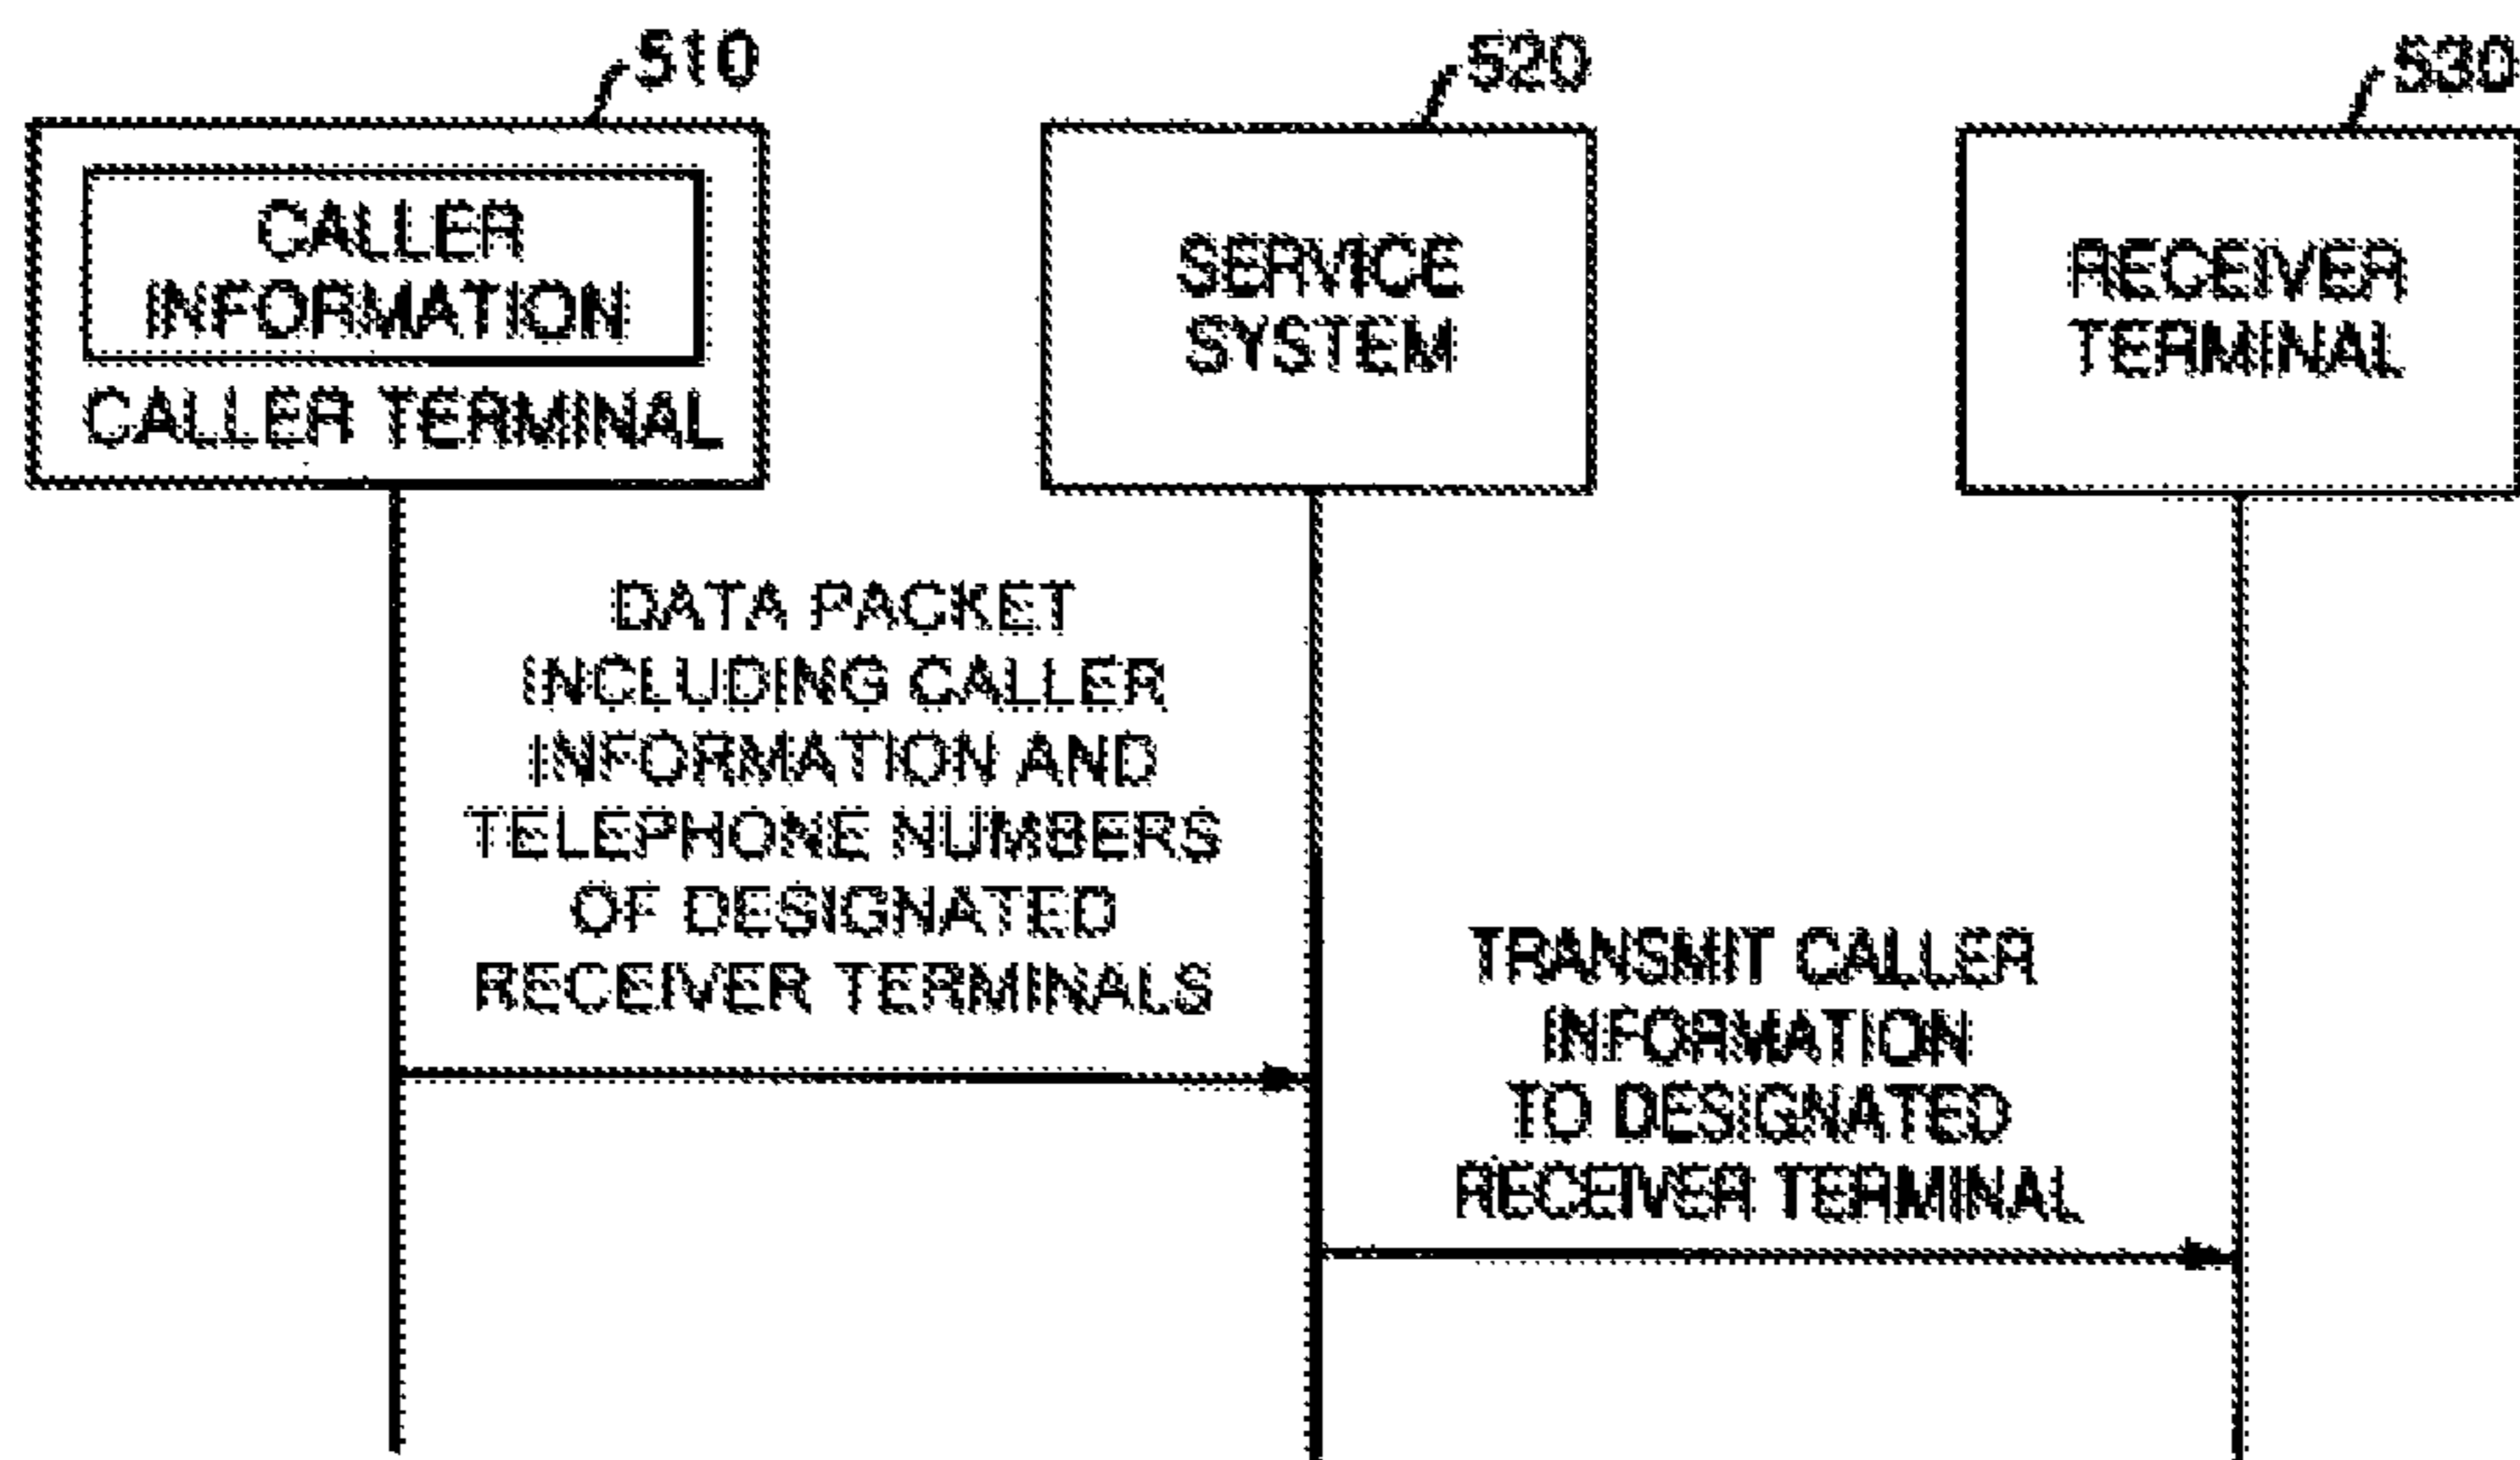 510
520
530
CALLER
INFORMATION
CALLER TERMINAL
SERVICE
SYSTEM
RECEIVER
TERMINAL
DATA PACKET
INCLUDING CALLER
INFORMATION AND
TELEPHONE NUMBERS
OF DESIGNATED
RECEIVER TERMINALS
TRANSMIT CALLER
INFORMATION
TO DESIGNATED
RECEIVER TERMINAL